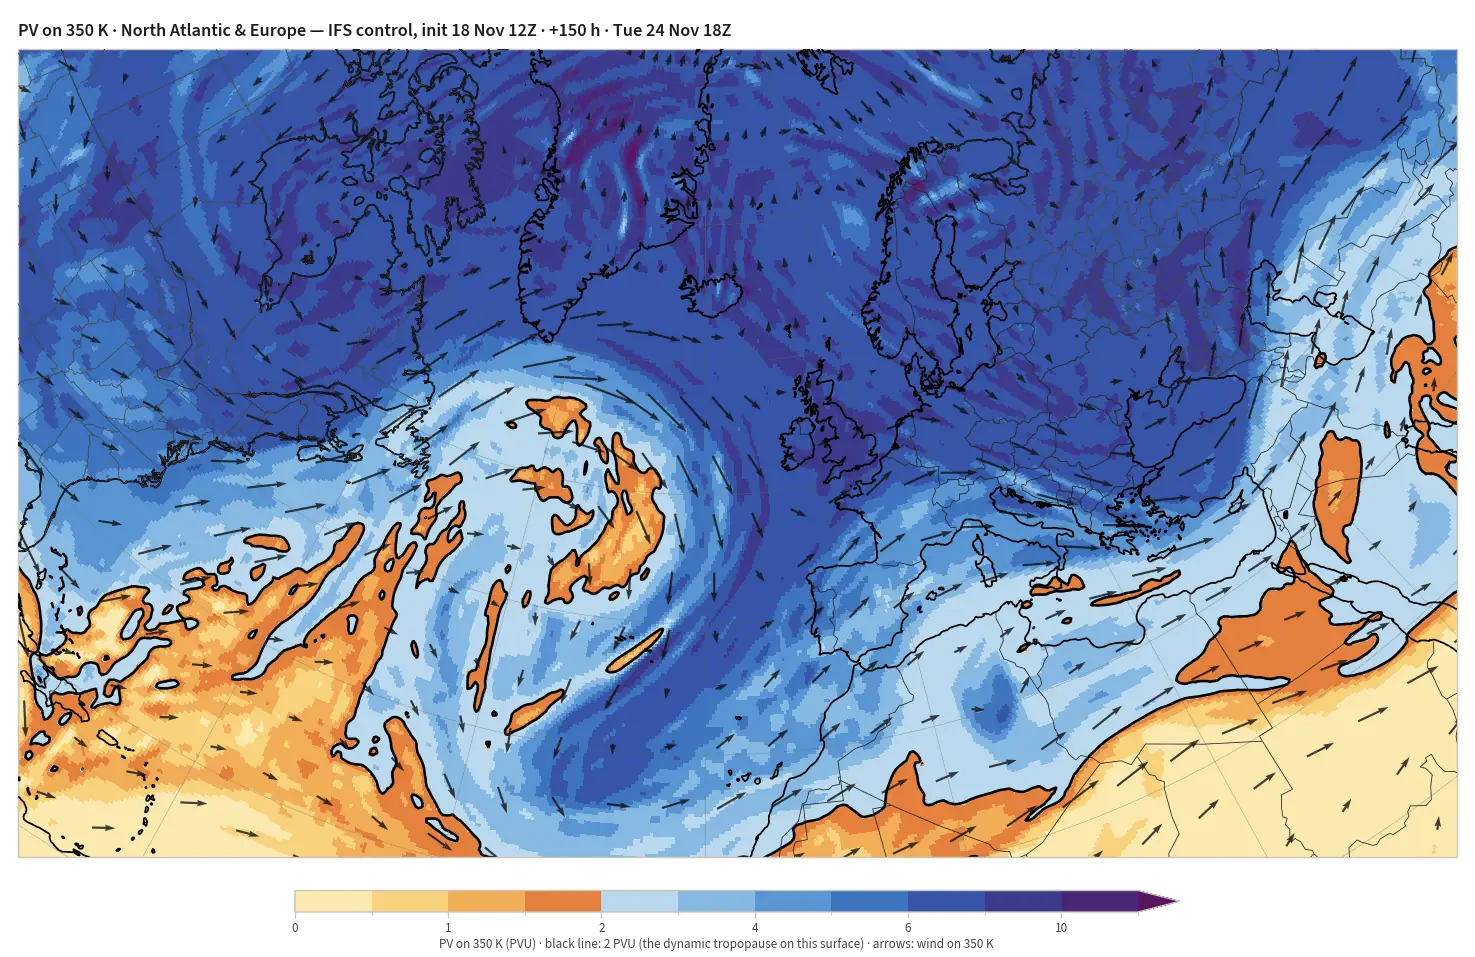 PV on 350 K · North Atlantic & Europe — IFS control, init 18 Nov 12Z · +150 h · Tue 24 Nov 18Z
0 1 2 4 6 10
PV on 350 K (PVU) · black line: 2 PVU (the dynamic tropopause on this surface) · arrows: wind on 350 K